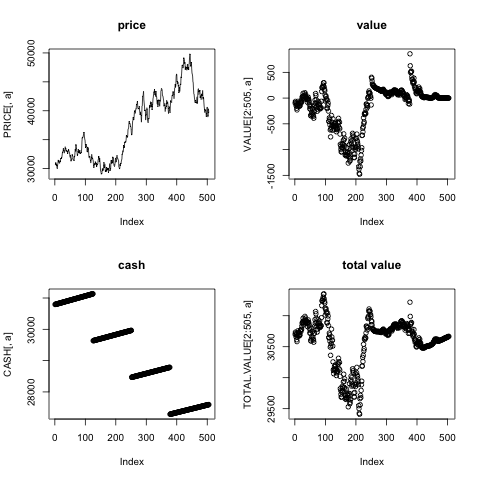 price
PRICE[, a]
50000
40000
30000
0 100 200 300 400 500
Index
value
VALUE[2:505, a]
500
0
-500
-1500
0 100 200 300 400 500
Index
cash
CASH[, a]
30000
28000
0 100 200 300 400 500
Index
total value
TOTAL.VALUE[2:505, a]
30500
29500
0 100 200 300 400 500
Index